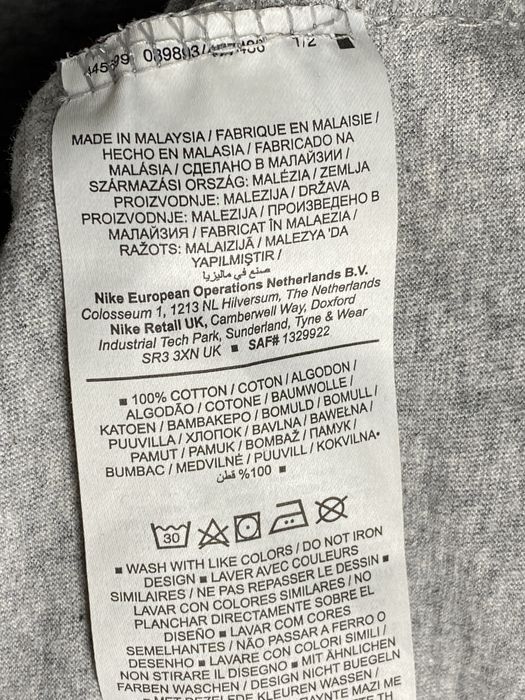 1/2
MADE IN MALAYSIA / FABRIQUE EN MALAISIE /
HECHO EN MALASIA / FABRICADO NA
MALÁSIA / СДЕЛАНО В МАЛАЙЗИИ /
SZÁRMAZÁSI ORSZÁG: MALÉZIA / ZEMLJA
PROIZVODNJE: MALEZIJA / DRŽAVA
PROIZVODNJE: MALEZIJA / ПРОИЗВЕДЕНО В
МАЛАЙЗИЯ / FABRICAT ÎN MALAEZIA /
RAŽOTS: MALAIZIJĀ / MALEZYA 'DA
YAPILMIŞTIR /
صنع في ماليزيا
Nike European Operations Netherlands B.V.
Colosseum 1, 1213 NL Hilversum, The Netherlands
Nike Retail UK, Camberwell Way, Doxford
Industrial Tech Park, Sunderland, Tyne & Wear
SR3 3XN UK ■ SAF# 1329922
■ 100% COTTON / COTON / ALGODON /
ALGODÃO / COTONE / BAUMWOLLE /
KATOEN / BAMBAKEPO / BOMULD / BOMULL /
PUUVILLA / ХЛОПОК / BAVLNA / BAWEŁNA /
PAMUT / PAMUK / BOMBAŽ / ПАМУК /
BUMBAC / MEDVILNĖ / PUUVILL / KOKVILNA•
%100 قطن ■
30
■ WASH WITH LIKE COLORS / DO NOT IRON
DESIGN ■ LAVER AVEC COULEURS
SIMILAIRES / NE PAS REPASSER LE DESSIN ■
LAVAR CON COLORES SIMILARES / NO
PLANCHAR DIRECTAMENTE SOBRE EL
DISEÑO ■ LAVAR COM CORES
SEMELHANTES / NÃO PASSAR A FERRO O
DESENHO ■ LAVARE CON COLORI SIMILI /
NON STIRARE IL DISEGNO ■ MIT ÄHNLICHEN
FARBEN WASCHEN / DESIGN NICHT BUEGELN
■ MET DEZELFDE KLEUREN WASSEN /